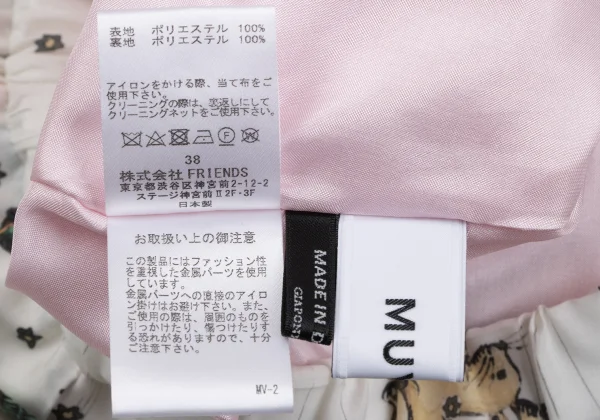 表地 ポリエステル 100%
裏地 ポリエステル 100%
アイロンをかける際、当て布をご
使用下さい。
クリーニングの際は、裏返しにして
クリーニングネットをご使用下さい。
38
株式会社 FRIENDS
東京都渋谷区神宮前2-12-2
ステージ神宮前Ⅱ2F・3F
日本製
お取扱い上の御注意
この製品にはファッション性
を重視した金属パーツを使用
しています。
金属パーツへの直接のアイロン
掛けはお避け下さい。また、
ご使用の際は、周囲のものを
引っかけたり、傷つけたりす
る恐れがありますので、十分
ご注意下さい。
MV-2
MADE IN
GIAPON
MU